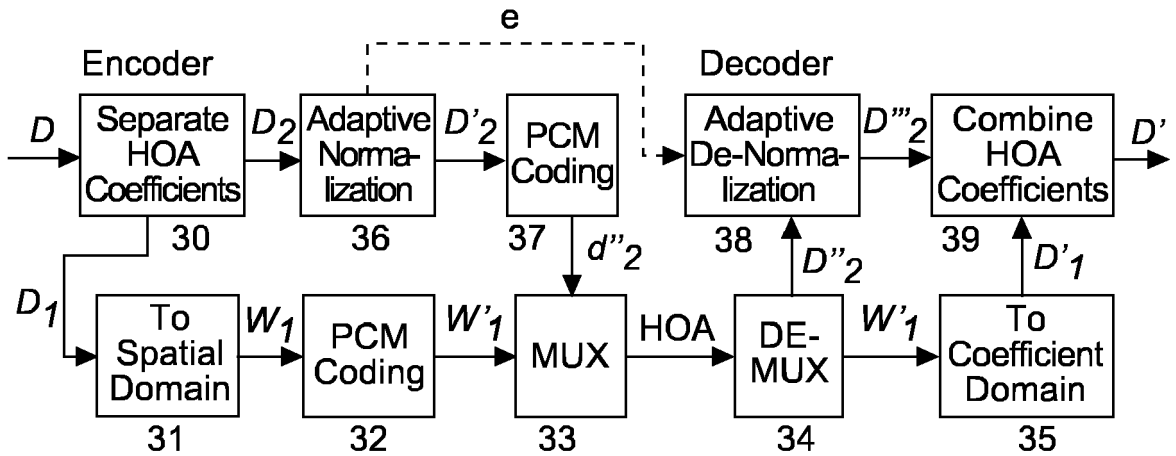 e
Encoder
Decoder
D
Separate
HOA
Coefficients
30
D2
Adaptive
Norma-
lization
36
D'2
PCM
Coding
37
d''2
Adaptive
De-Norma-
lization
38
D'''2
Combine
HOA
Coefficients
39
D'
D1
To
Spatial
Domain
31
W1
PCM
Coding
32
W'1
MUX
33
HOA
DE-
MUX
34
D''2
W'1
To
Coefficient
Domain
35
D'1